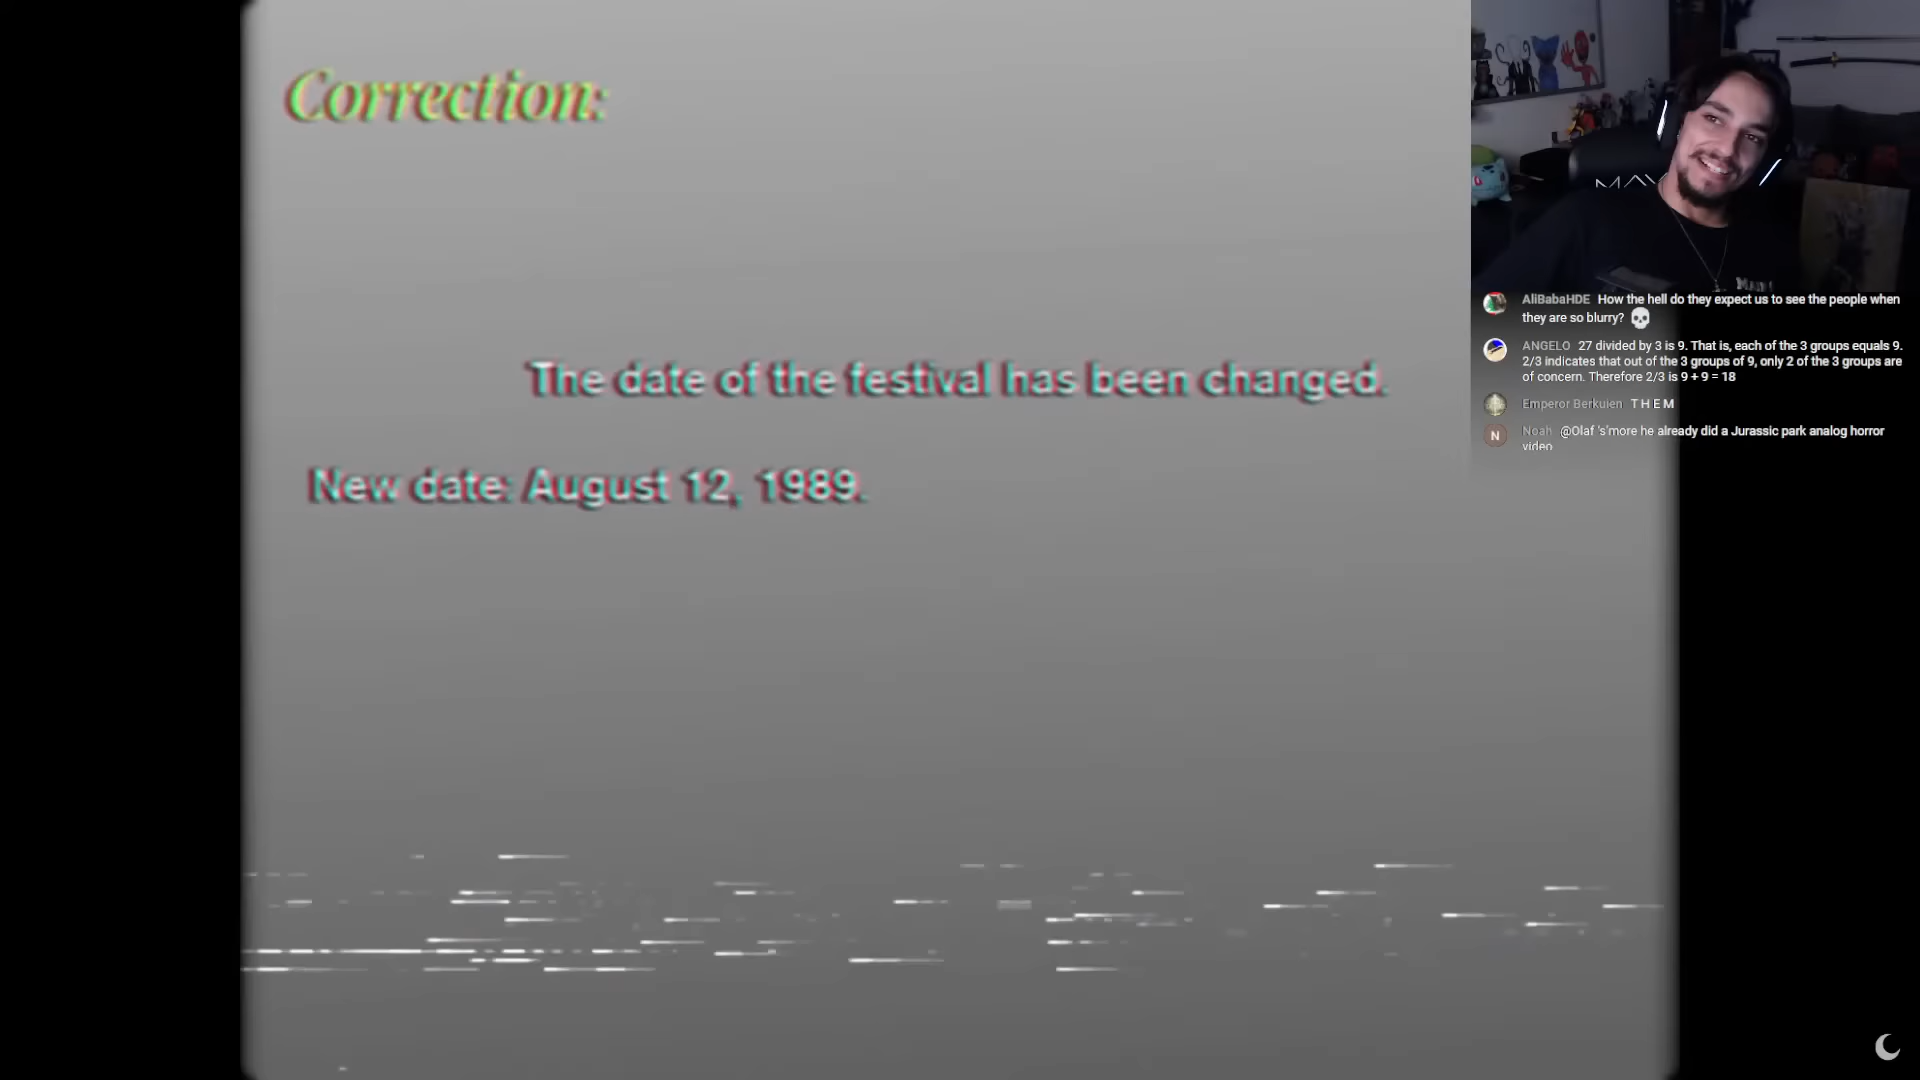 Correction:
The date of the festival has been changed.
New date: August 12, 1989.
AliBabaHDE How the hell do they expect us to see the people when
they are so blurry?
ANGELO 27 divided by 3 is 9. That is, each of the 3 groups equals 9.
2/3 indicates that out of the 3 groups of 9, only 2 of the 3 groups are
of concern. Therefore 2/3 is 9 + 9 = 18
Emperor Berkuien T H E M
N
Noah @Olaf 's'more he already did a Jurassic park analog horror
video